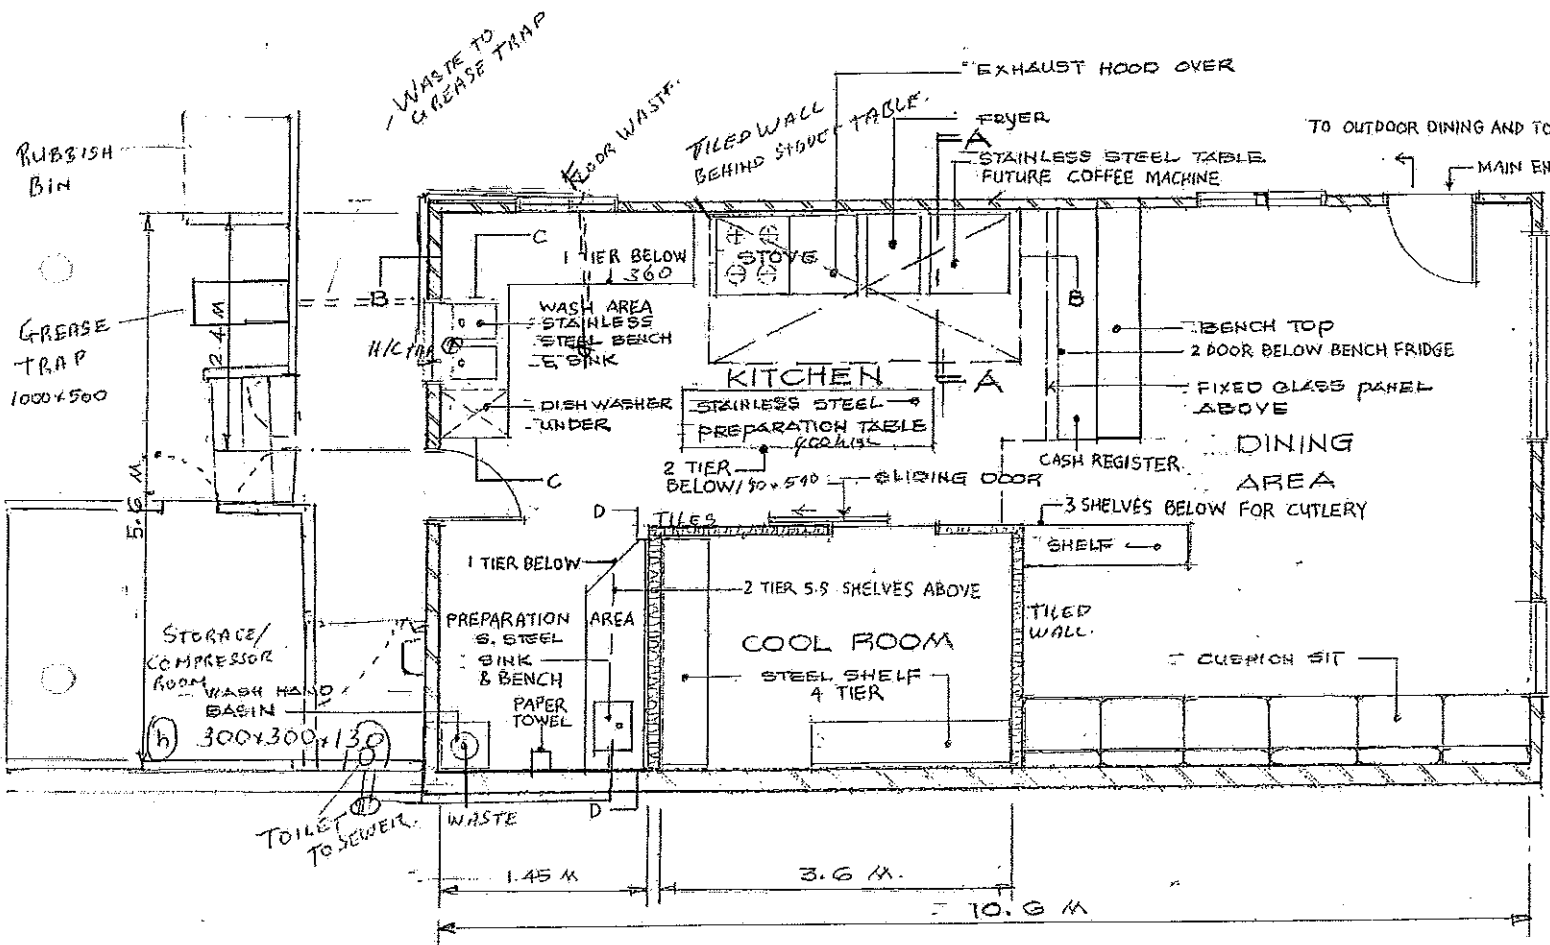 WASTE TO
GREASE TRAP
FLOOR WASTE.
TILED WALL
BEHIND STOVE TABLE.
EXHAUST HOOD OVER
FRYER
A
STAINLESS STEEL TABLE
FUTURE COFFEE MACHINE
TO OUTDOOR DINING AND TO
MAIN EN
RUBBISH
BIN
C
B
1 TIER BELOW
360
STOVE
B
2.4 M
GREASE
TRAP
1000x500
WASH AREA
STAINLESS
STEEL BENCH
& SINK
H/C TAP
BENCH TOP
2 DOOR BELOW BENCH FRIDGE
KITCHEN
A
FIXED GLASS PANEL
ABOVE
DISH WASHER
UNDER
STAINLESS STEEL
PREPARATION TABLE
DINING
AREA
CASH REGISTER
2 TIER
BELOW
SLIDING DOOR
C
5.6 M
D
TILES
3 SHELVES BELOW FOR CUTLERY
SHELF
1 TIER BELOW
2 TIER S.S SHELVES ABOVE
PREPARATION AREA
S. STEEL
SINK
& BENCH
TILED
WALL.
STORAGE/
COMPRESSOR
ROOM
COOL ROOM
STEEL SHELF
4 TIER
CUSHION SIT
WASH HAND
BASIN
PAPER
TOWEL
h
300x300x130
TOILET
TO SEWER.
WASTE
D
1.45 M
3.6 M.
10.6 M